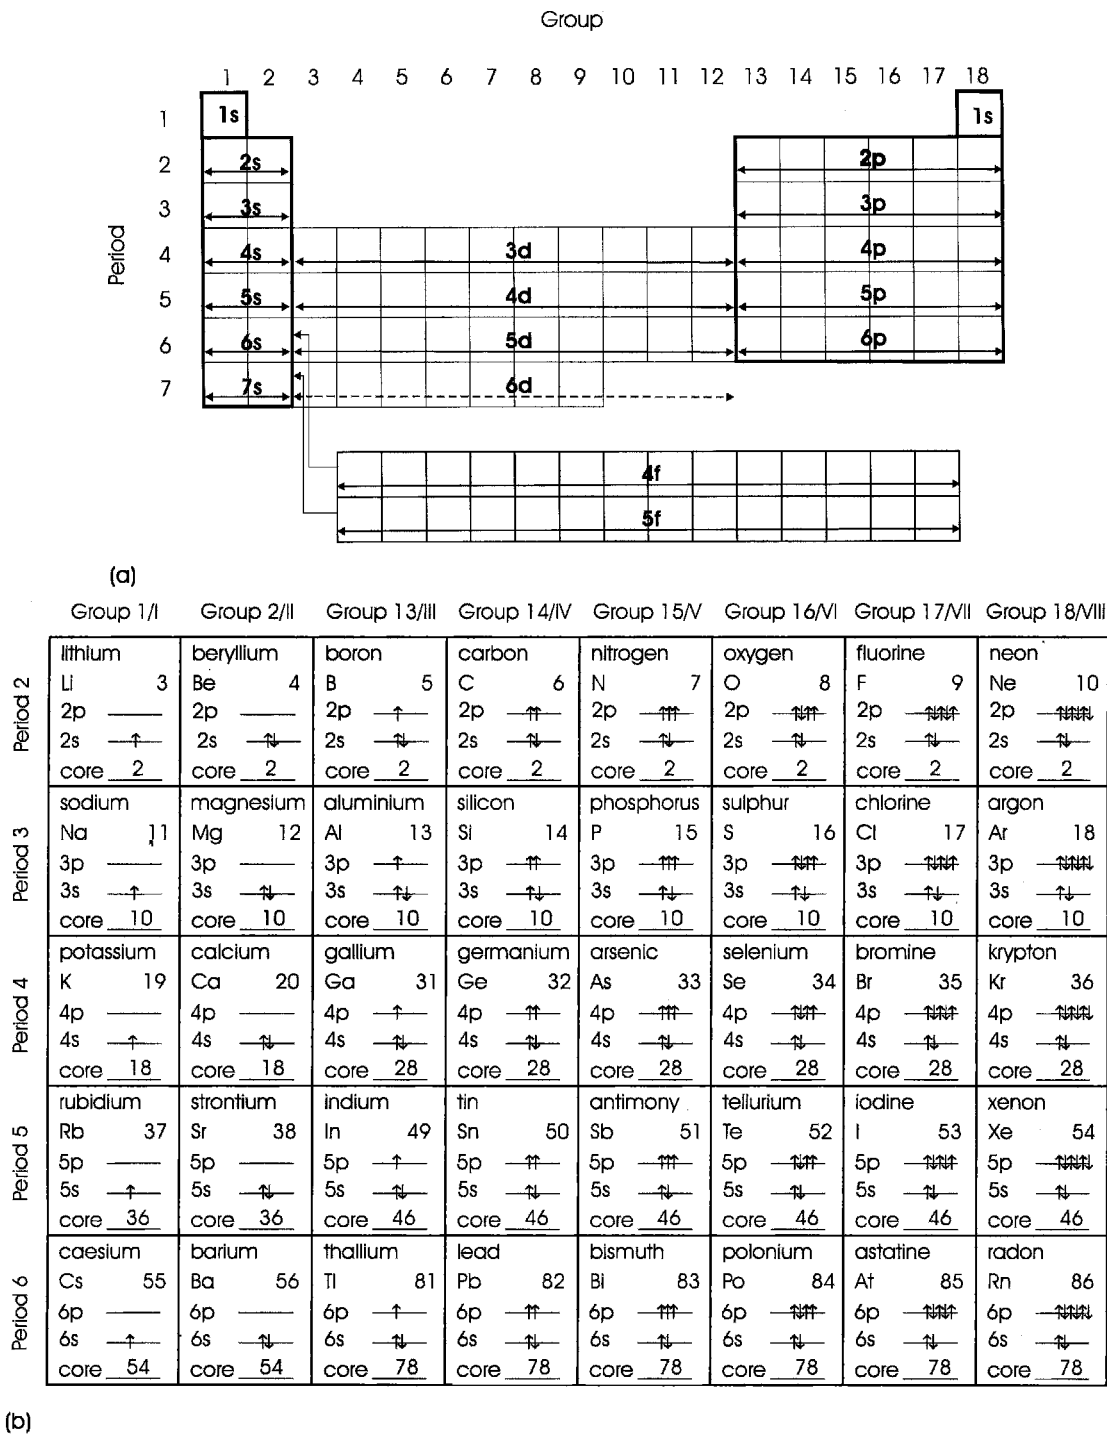 Group
1 2 3 4 5 6 7 8 9 10 11 12 13 14 15 16 17 18
1 1s 1s
2 2s 2p
3 3s 3p
Period
4 4s 3d 4p
5 5s 4d 5p
6 6s 5d 6p
7 7s 6d
4f
5f
(a)
Group 1/I Group 2/II Group 13/III Group 14/IV Group 15/V Group 16/VI Group 17/VII Group 18/VIII
Period 2
lithium beryllium boron carbon nitrogen oxygen fluorine neon
Li 3 Be 4 B 5 C 6 N 7 O 8 F 9 Ne 10
2p 2p 2p ↑ 2p ↑↑ 2p ↑↑↑ 2p ↑↓↑↑ 2p ↑↓↑↓↑ 2p ↑↓↑↓↑↓
2s ↑ 2s ↑↓ 2s ↑↓ 2s ↑↓ 2s ↑↓ 2s ↑↓ 2s ↑↓ 2s ↑↓
core 2 core 2 core 2 core 2 core 2 core 2 core 2 core 2
Period 3
sodium magnesium aluminium silicon phosphorus sulphur chlorine argon
Na 11 Mg 12 Al 13 Si 14 P 15 S 16 Cl 17 Ar 18
3p 3p 3p ↑ 3p ↑↑ 3p ↑↑↑ 3p ↑↓↑↑ 3p ↑↓↑↓↑ 3p ↑↓↑↓↑↓
3s ↑ 3s ↑↓ 3s ↑↓ 3s ↑↓ 3s ↑↓ 3s ↑↓ 3s ↑↓ 3s ↑↓
core 10 core 10 core 10 core 10 core 10 core 10 core 10 core 10
Period 4
potassium calcium gallium germanium arsenic selenium bromine krypton
K 19 Ca 20 Ga 31 Ge 32 As 33 Se 34 Br 35 Kr 36
4p 4p 4p ↑ 4p ↑↑ 4p ↑↑↑ 4p ↑↓↑↑ 4p ↑↓↑↓↑ 4p ↑↓↑↓↑↓
4s ↑ 4s ↑↓ 4s ↑↓ 4s ↑↓ 4s ↑↓ 4s ↑↓ 4s ↑↓ 4s ↑↓
core 18 core 18 core 28 core 28 core 28 core 28 core 28 core 28
Period 5
rubidium strontium indium tin antimony tellurium iodine xenon
Rb 37 Sr 38 In 49 Sn 50 Sb 51 Te 52 I 53 Xe 54
5p 5p 5p ↑ 5p ↑↑ 5p ↑↑↑ 5p ↑↓↑↑ 5p ↑↓↑↓↑ 5p ↑↓↑↓↑↓
5s ↑ 5s ↑↓ 5s ↑↓ 5s ↑↓ 5s ↑↓ 5s ↑↓ 5s ↑↓ 5s ↑↓
core 36 core 36 core 46 core 46 core 46 core 46 core 46 core 46
Period 6
caesium barium thallium lead bismuth polonium astatine radon
Cs 55 Ba 56 Tl 81 Pb 82 Bi 83 Po 84 At 85 Rn 86
6p 6p 6p ↑ 6p ↑↑ 6p ↑↑↑ 6p ↑↓↑↑ 6p ↑↓↑↓↑ 6p ↑↓↑↓↑↓
6s ↑ 6s ↑↓ 6s ↑↓ 6s ↑↓ 6s ↑↓ 6s ↑↓ 6s ↑↓ 6s ↑↓
core 54 core 54 core 78 core 78 core 78 core 78 core 78 core 78
(b)